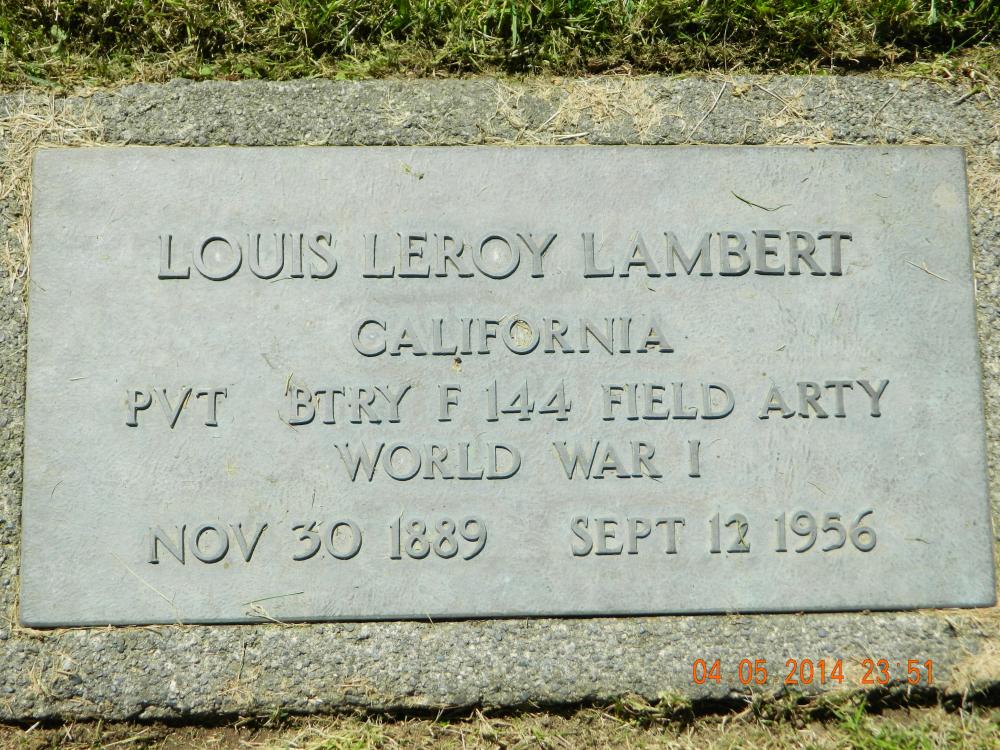 LOUIS LEROY LAMBERT
CALIFORNIA
PVT BTRY F 144 FIELD ARTY
WORLD WAR I
NOV 30 1889 SEPT 12 1956
04 05 2014 23:51